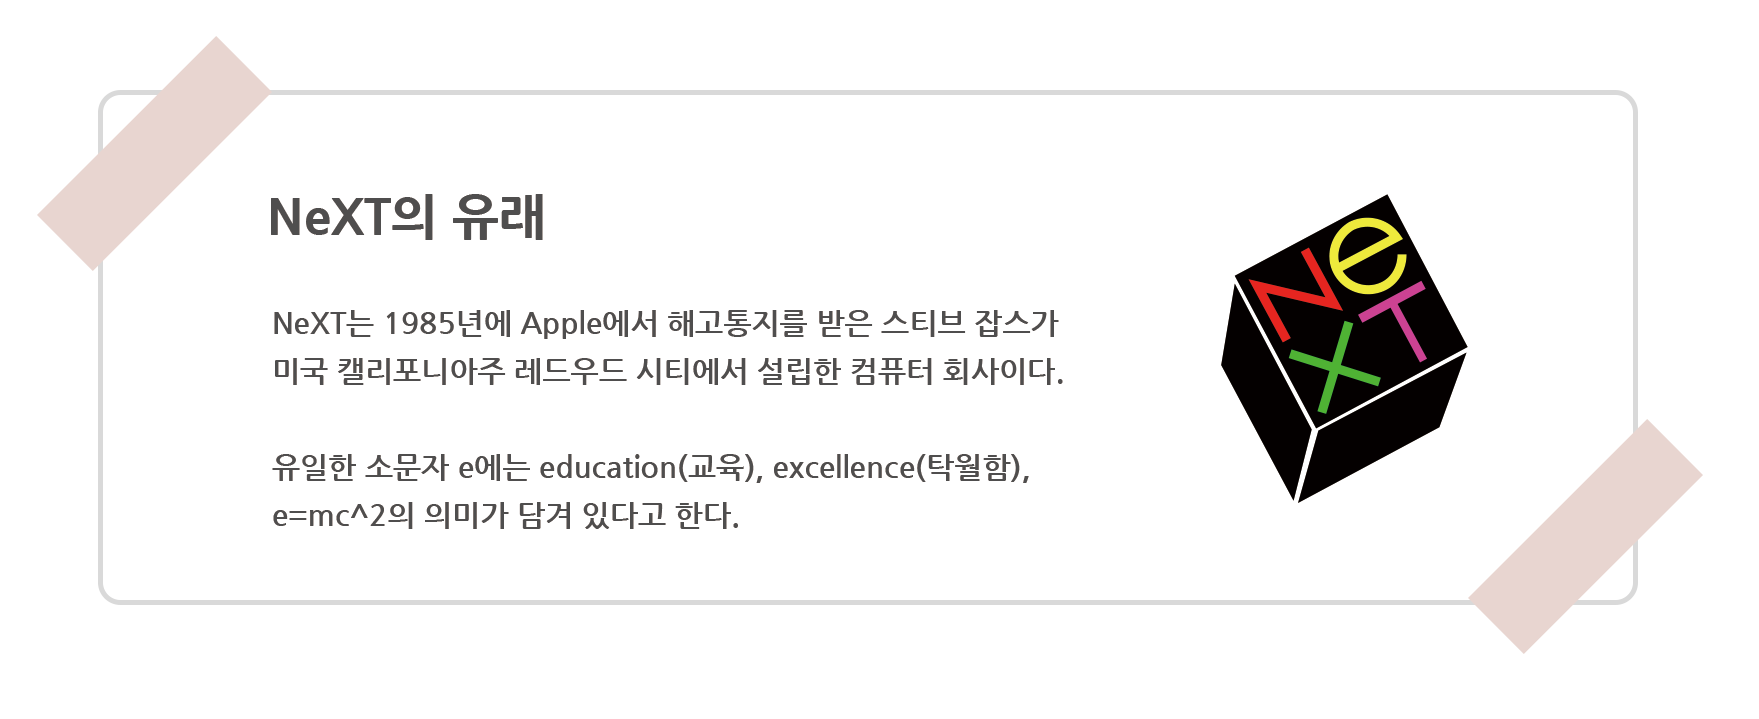 NeXT의 유래
NeXT는 1985년에 Apple에서 해고통지를 받은 스티브 잡스가
미국 캘리포니아주 레드우드 시티에서 설립한 컴퓨터 회사이다.
유일한 소문자 e에는 education(교육), excellence(탁월함),
e=mc^2의 의미가 담겨 있다고 한다.
Ne
XT